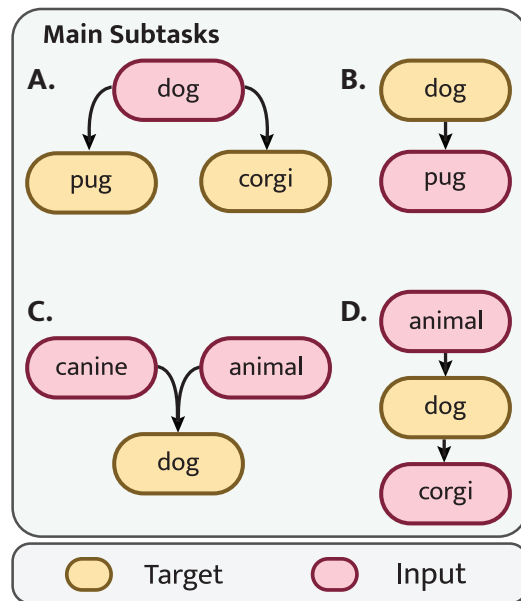 Main Subtasks
A.
dog
pug
corgi
B.
dog
pug
C.
canine
animal
dog
D.
animal
dog
corgi
Target
Input